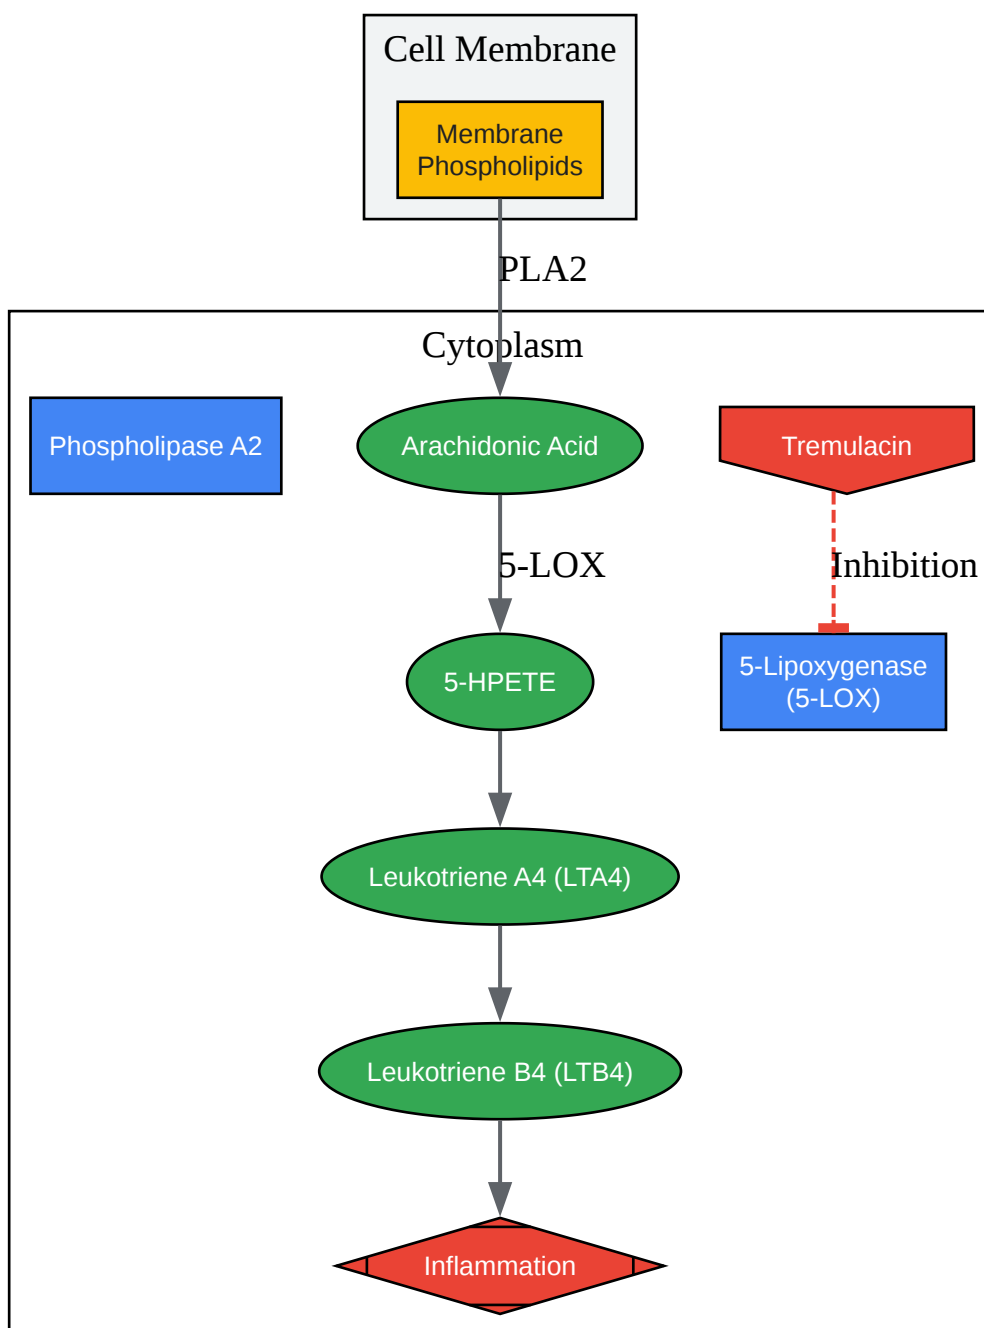 Cell Membrane
Membrane
Phospholipids
PLA2
Cytoplasm
Phospholipase A2
Arachidonic Acid
Tremulacin
5-LOX
Inhibition
5-HPETE
5-Lipoxygenase
(5-LOX)
Leukotriene A4 (LTA4)
Leukotriene B4 (LTB4)
Inflammation